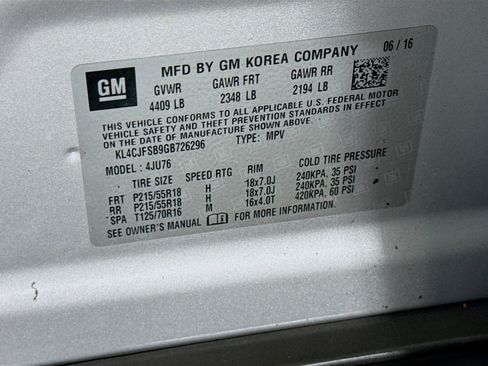 MFD BY GM KOREA COMPANY 06 / 16
GM
GVWR GAWR FRT GAWR RR
4409 LB 2348 LB 2194 LB
THIS VEHICLE CONFORMS TO ALL APPLICABLE U.S. FEDERAL MOTOR
VEHICLE SAFETY AND THEFT PREVENTION STANDARDS IN EFFECT
ON THE DATE OF MANUFACTURE SHOWN ABOVE.
KL4CJFSB9GB726296 TYPE: MPV
MODEL : 4JU76
TIRE SIZE SPEED RTG RIM COLD TIRE PRESSURE
FRT P215/55R18 H 18x7.0J 240KPA, 35 PSI
RR P215/55R18 H 18x7.0J 240KPA, 35 PSI
SPA T125/70R16 M 16x4.0T 420KPA, 60 PSI
SEE OWNER'S MANUAL